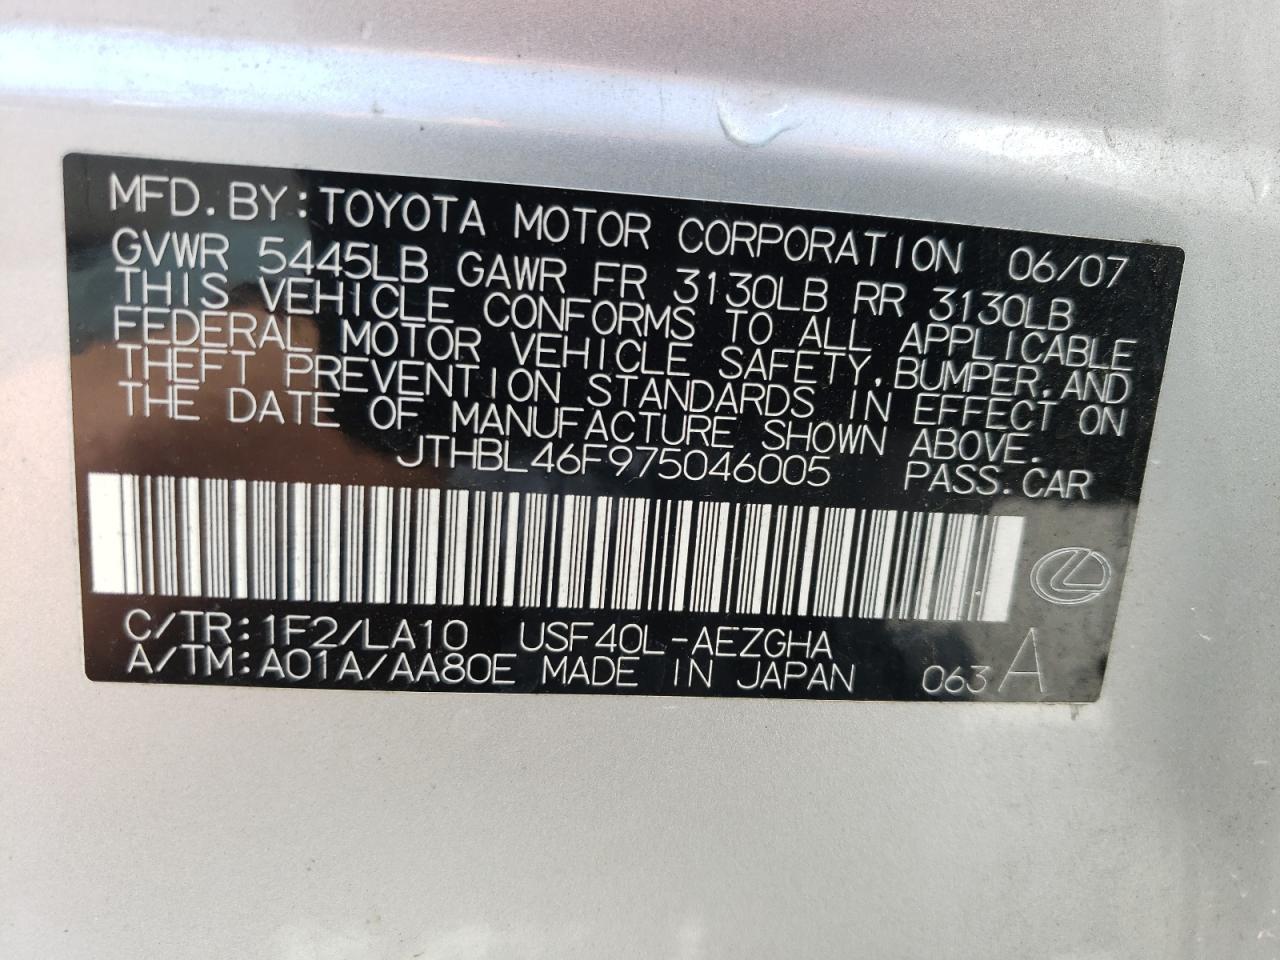 MFD. BY: TOYOTA MOTOR CORPORATION 06/07
GVWR 5445LB GAWR FR 3130LB RR 3130LB
THIS VEHICLE CONFORMS TO ALL APPLICABLE
FEDERAL MOTOR VEHICLE SAFETY, BUMPER, AND
THEFT PREVENTION STANDARDS IN EFFECT ON
THE DATE OF MANUFACTURE SHOWN ABOVE.
JTHBL46F975046005 PASS. CAR
C/TR: 1F2/LA10 USF40L-AEZGHA
A/TM: A01A/AA80E MADE IN JAPAN 063 A